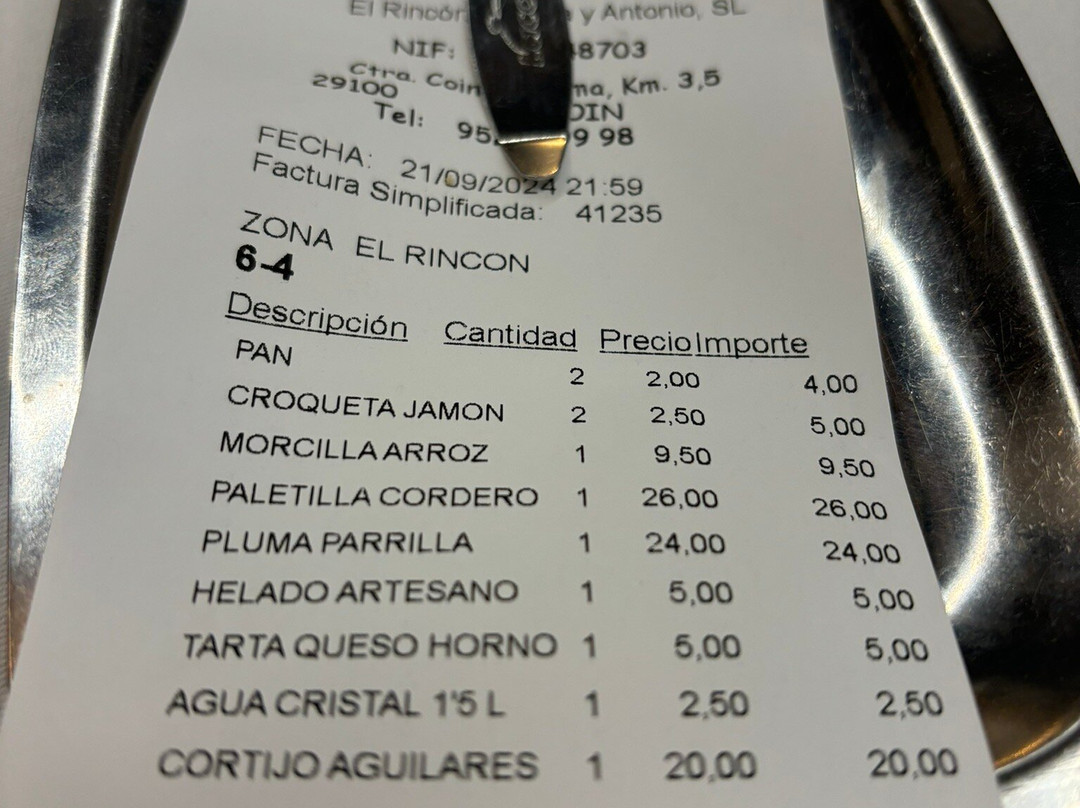 El Rincón y Antonio, SL
NIF: 8703
Ctra. Coín ma, Km. 3,5
29100 DIN
Tel: 95 9 98
FECHA: 21/09/2024 21:59
Factura Simplificada: 41235
ZONA EL RINCON
6-4
Descripción Cantidad Precio Importe
PAN 2 2,00 4,00
CROQUETA JAMON 2 2,50 5,00
MORCILLA ARROZ 1 9,50 9,50
PALETILLA CORDERO 1 26,00 26,00
PLUMA PARRILLA 1 24,00 24,00
HELADO ARTESANO 1 5,00 5,00
TARTA QUESO HORNO 1 5,00 5,00
AGUA CRISTAL 1'5 L 1 2,50 2,50
CORTIJO AGUILARES 1 20,00 20,00